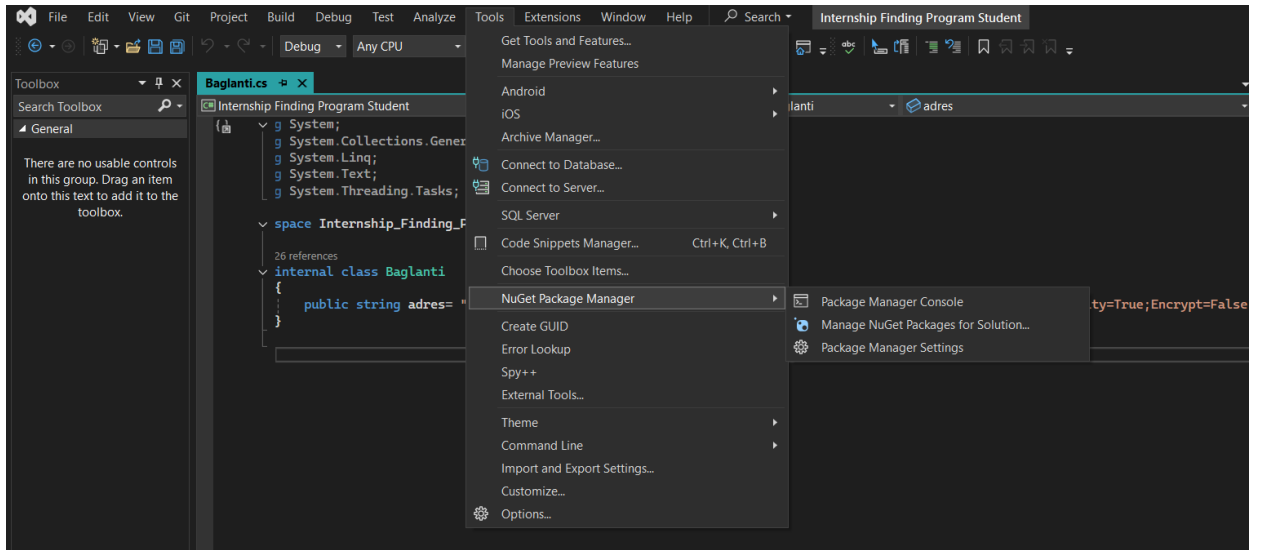 File Edit View Git Project Build Debug Test Analyze Tools Extensions Window Help Search Internship Finding Program Student
Debug Any CPU
Toolbox
Search Toolbox
General
There are no usable controls
in this group. Drag an item
onto this text to add it to the
toolbox.
Baglanti.cs
Internship Finding Program Student
lanti
adres
g System;
g System.Collections.Gener
g System.Linq;
g System.Text;
g System.Threading.Tasks;
space Internship_Finding_P
26 references
internal class Baglanti
{
public string adres= "
ty=True;Encrypt=False
}
Get Tools and Features...
Manage Preview Features
Android
iOS
Archive Manager...
Connect to Database...
Connect to Server...
SQL Server
Code Snippets Manager... Ctrl+K, Ctrl+B
Choose Toolbox Items...
NuGet Package Manager
Create GUID
Error Lookup
Spy++
External Tools...
Theme
Command Line
Import and Export Settings...
Customize...
Options...
Package Manager Console
Manage NuGet Packages for Solution...
Package Manager Settings